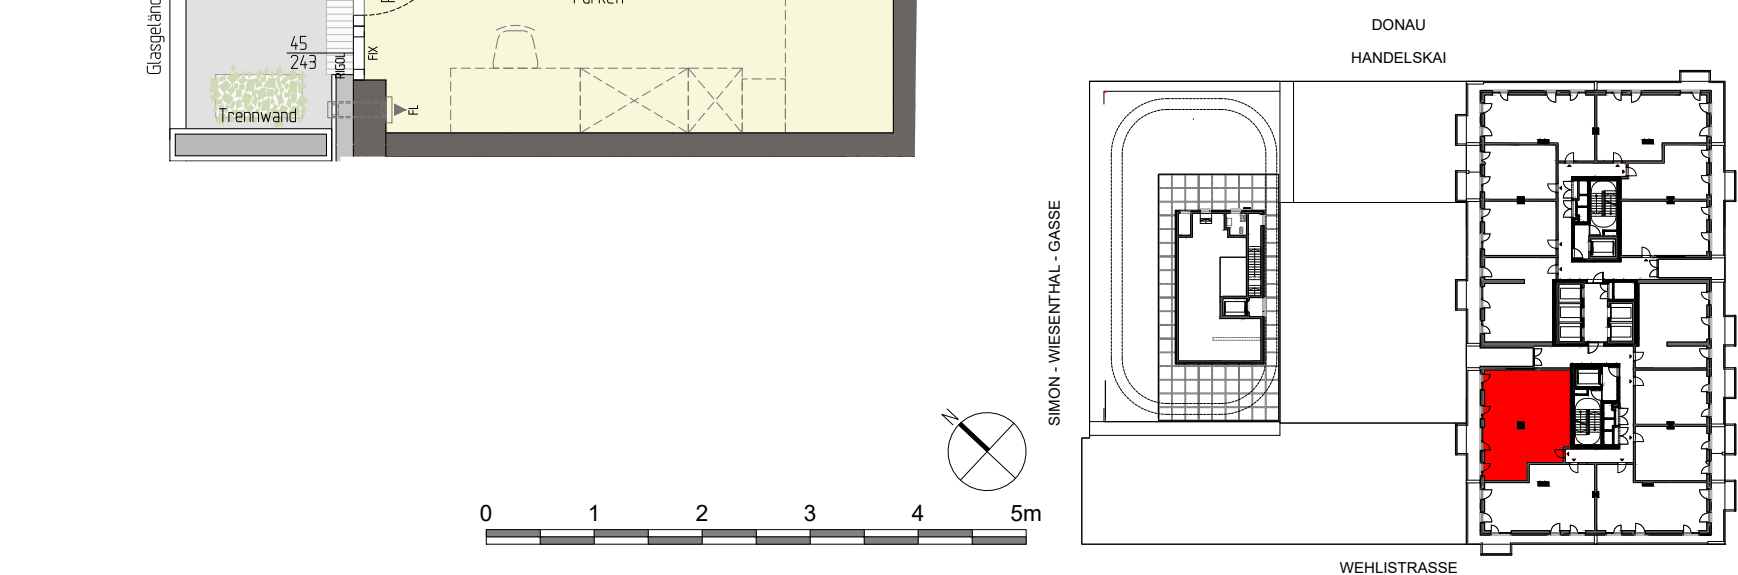 Parken
Glasgeländ
45
243
RIGOL
FIX
FL
Trennwand
DONAU
HANDELSKAI
SIMON - WIESENTHAL - GASSE
N
0 1 2 3 4 5m
WEHLISTRASSE